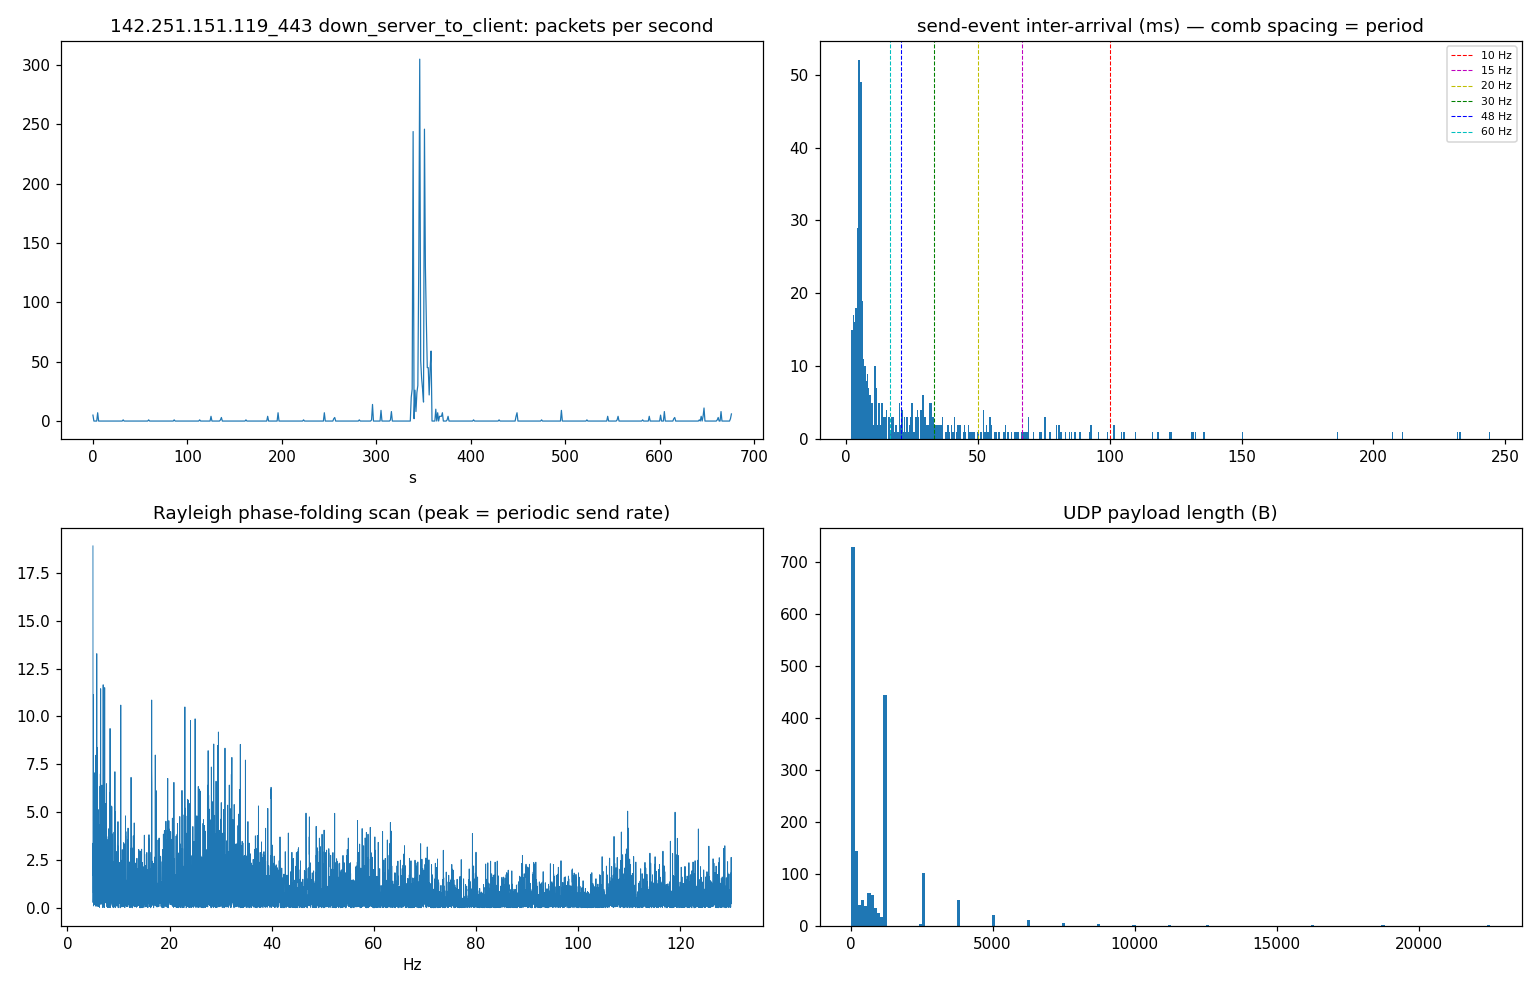 142.251.151.119_443 down_server_to_client: packets per second
300
250
200
150
100
50
0
0 100 200 300 400 500 600 700
s
send-event inter-arrival (ms) — comb spacing = period
50
40
30
20
10
0
0 50 100 150 200 250
10 Hz
15 Hz
20 Hz
30 Hz
48 Hz
60 Hz
Rayleigh phase-folding scan (peak = periodic send rate)
17.5
15.0
12.5
10.0
7.5
5.0
2.5
0.0
0 20 40 60 80 100 120
Hz
UDP payload length (B)
700
600
500
400
300
200
100
0
0 5000 10000 15000 20000